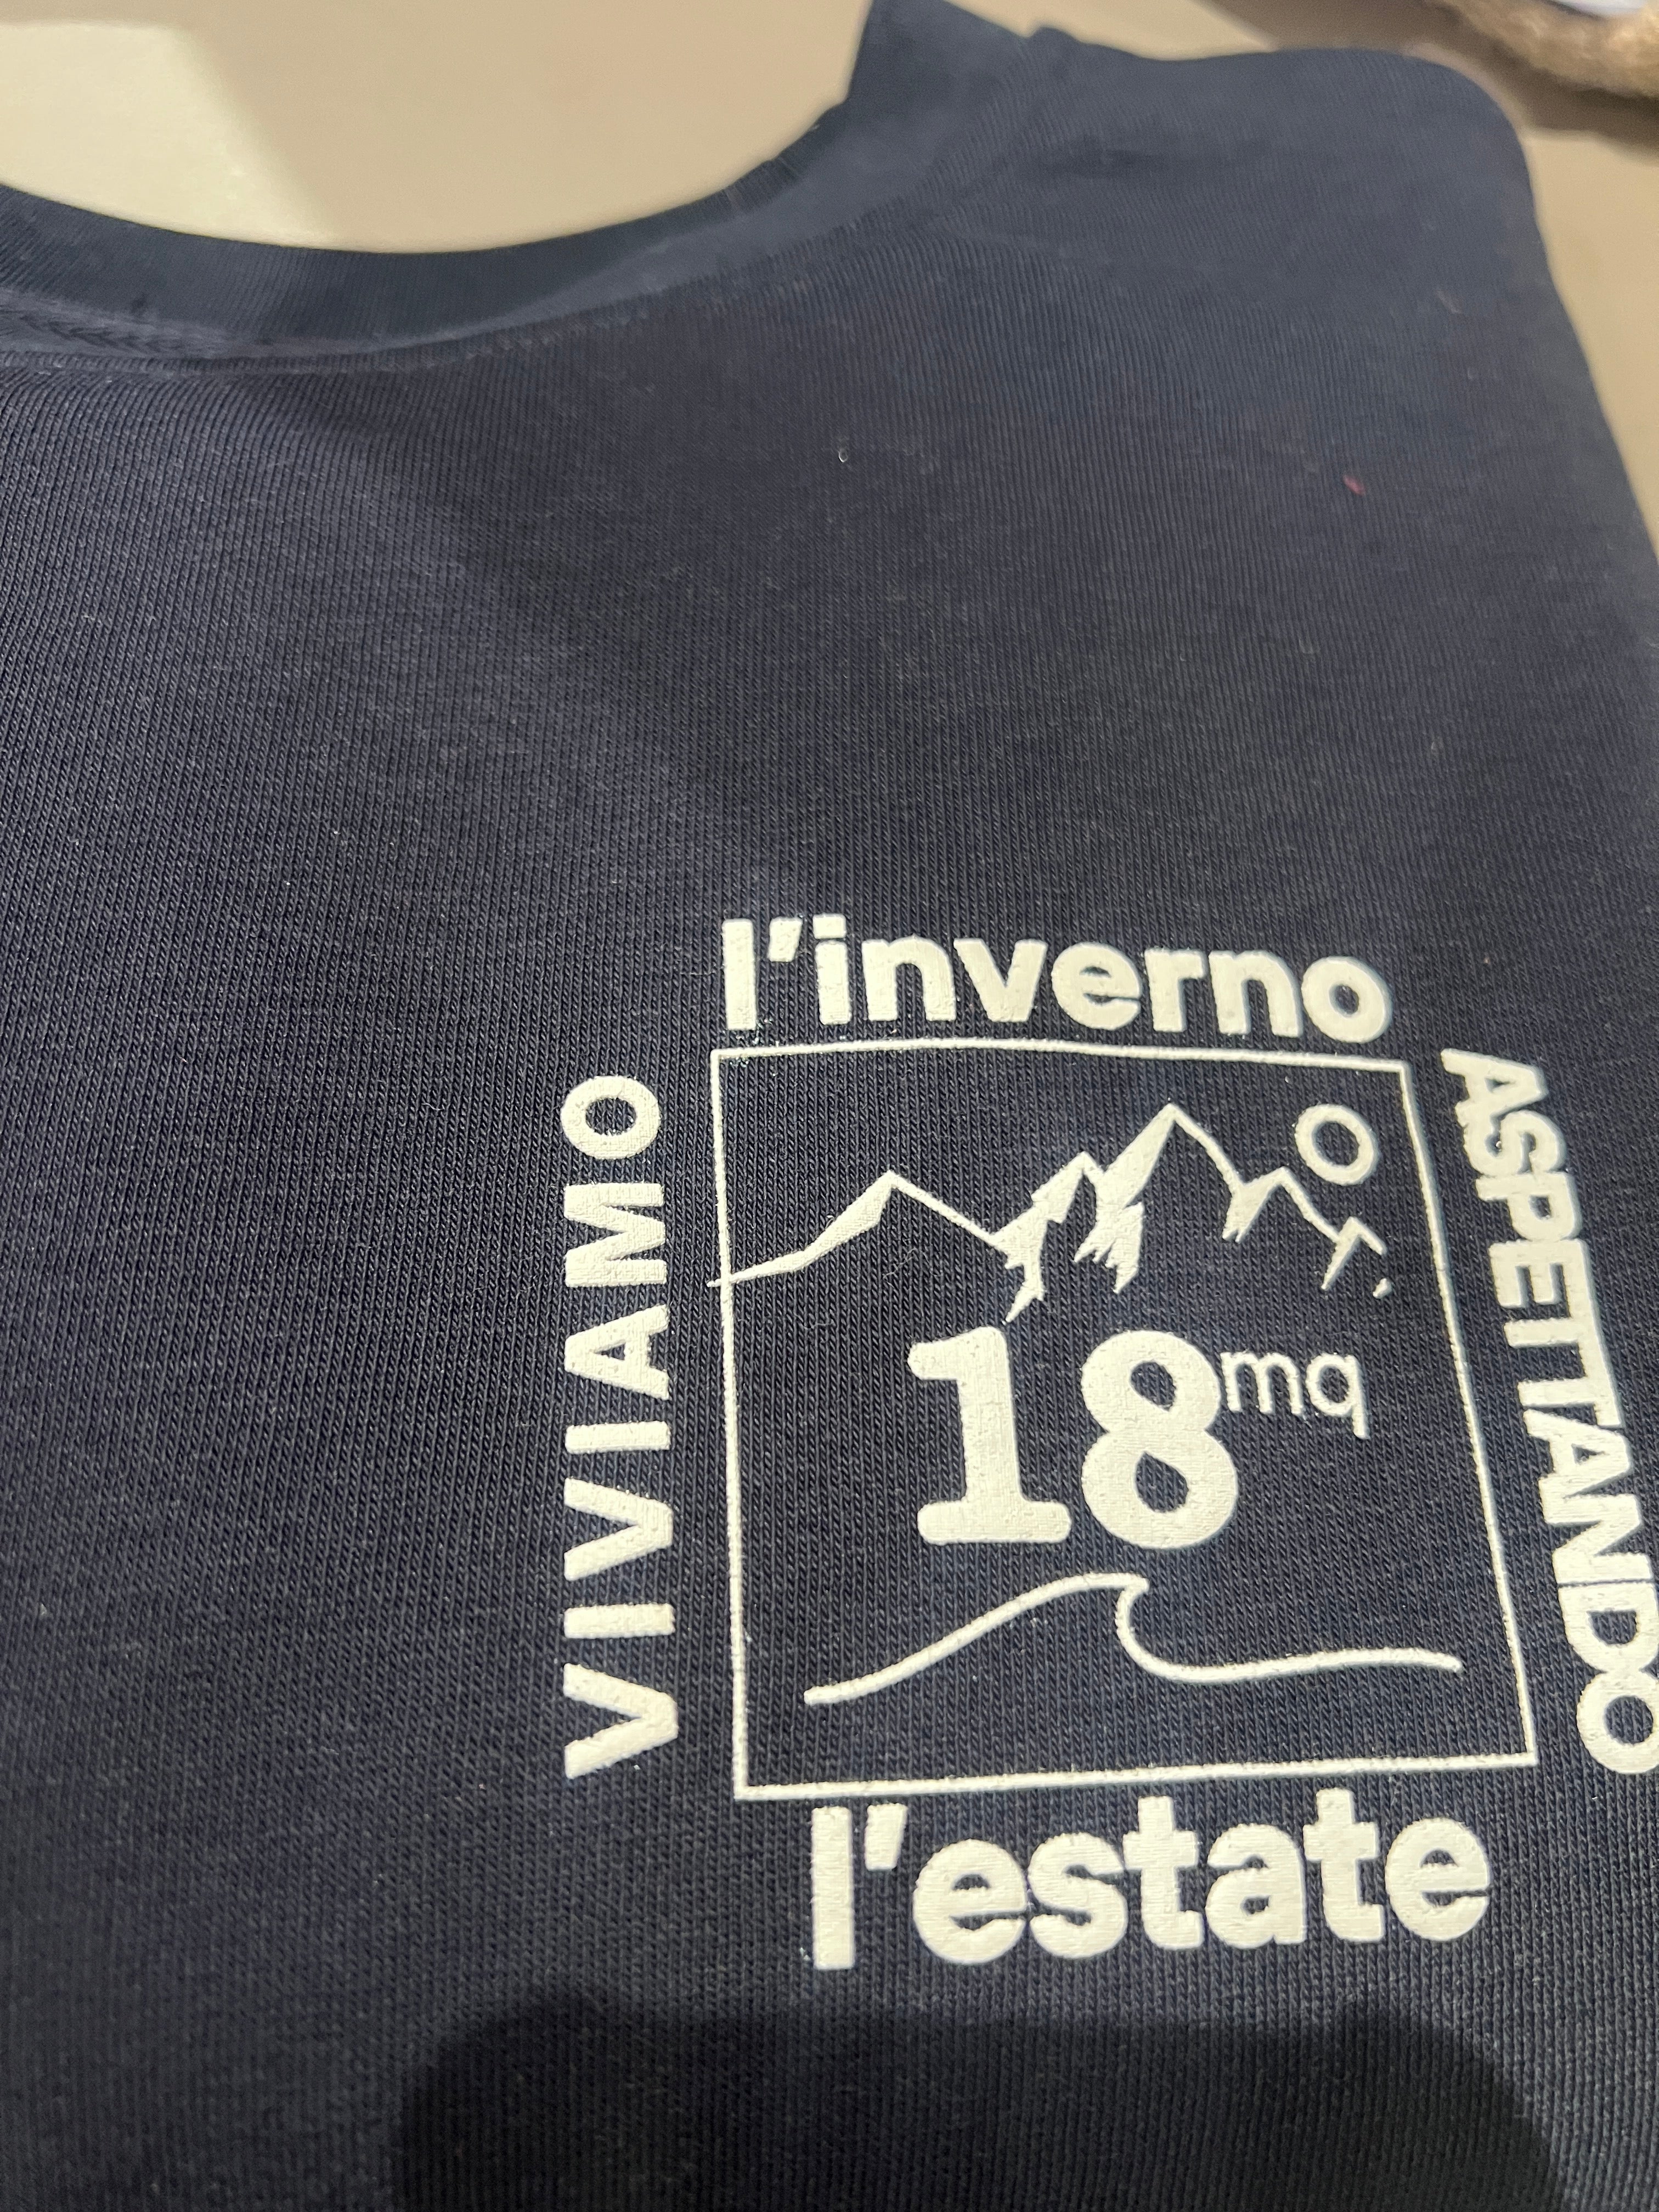 VIVIAMO
l'inverno
ASPETTANDO
l'estate
18mq